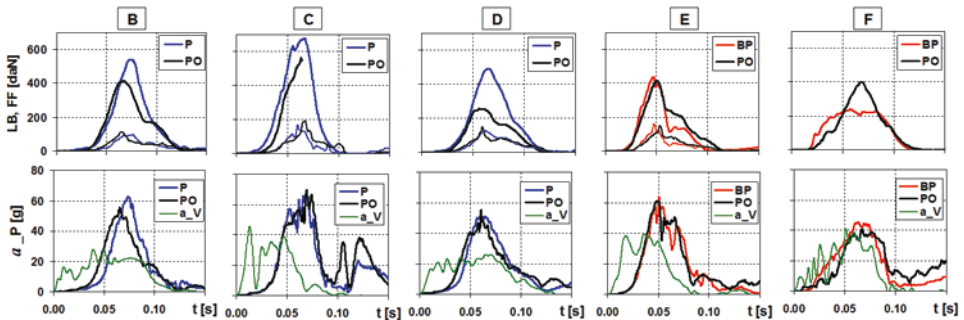 B C D E F
LB, FF [daN]
600
400
200
0
P
PO
P
PO
P
PO
BP
PO
BP
PO
a_P [g]
80
60
40
20
0
P
PO
a_V
P
PO
a_V
P
PO
a_V
BP
PO
a_V
BP
PO
a_V
0.00 0.05 0.10 0.00 0.05 0.10 0.00 0.05 0.10 0.00 0.05 0.10 0.00 0.05 0.10
t [s] t [s] t [s] t [s] t [s]